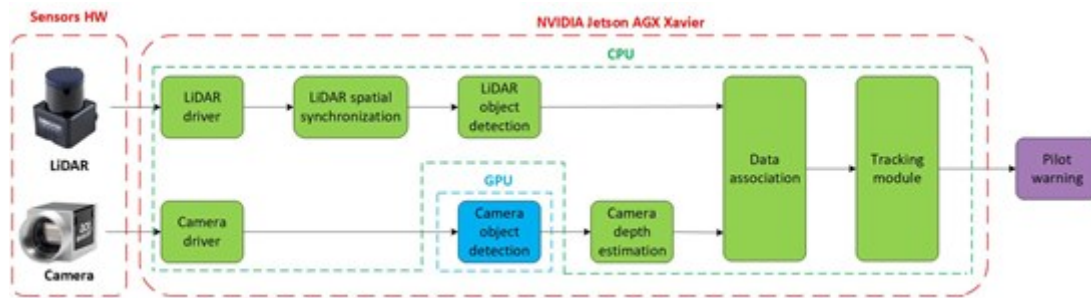 Sensors HW
NVIDIA Jetson AGX Xavier
CPU
LiDAR
LiDAR
driver
LiDAR spatial
synchronization
LiDAR
object
detection
Data
association
Tracking
module
Pilot
warning
GPU
Camera
Camera
driver
Camera
object
detection
Camera
depth
estimation